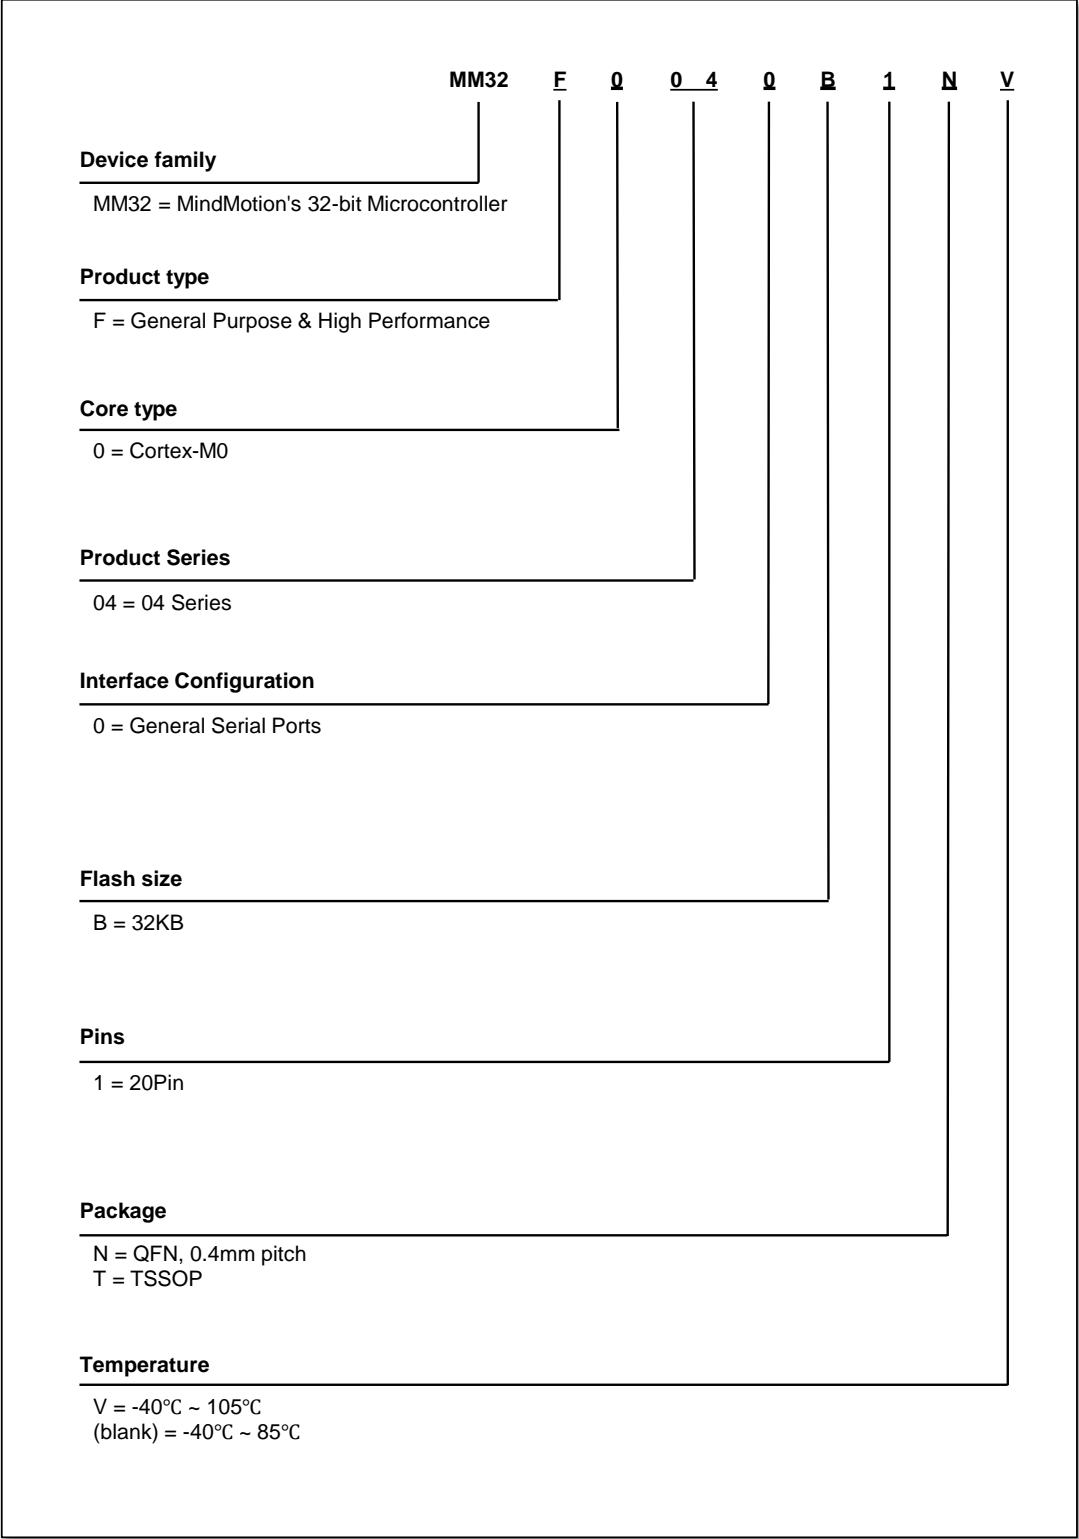 MM32 F 0 0 4 0 B 1 N V
Device family
MM32 = MindMotion's 32-bit Microcontroller
Product type
F = General Purpose & High Performance
Core type
0 = Cortex-M0
Product Series
04 = 04 Series
Interface Configuration
0 = General Serial Ports
Flash size
B = 32KB
Pins
1 = 20Pin
Package
N = QFN, 0.4mm pitch
T = TSSOP
Temperature
V = -40℃ ~ 105℃
(blank) = -40℃ ~ 85℃